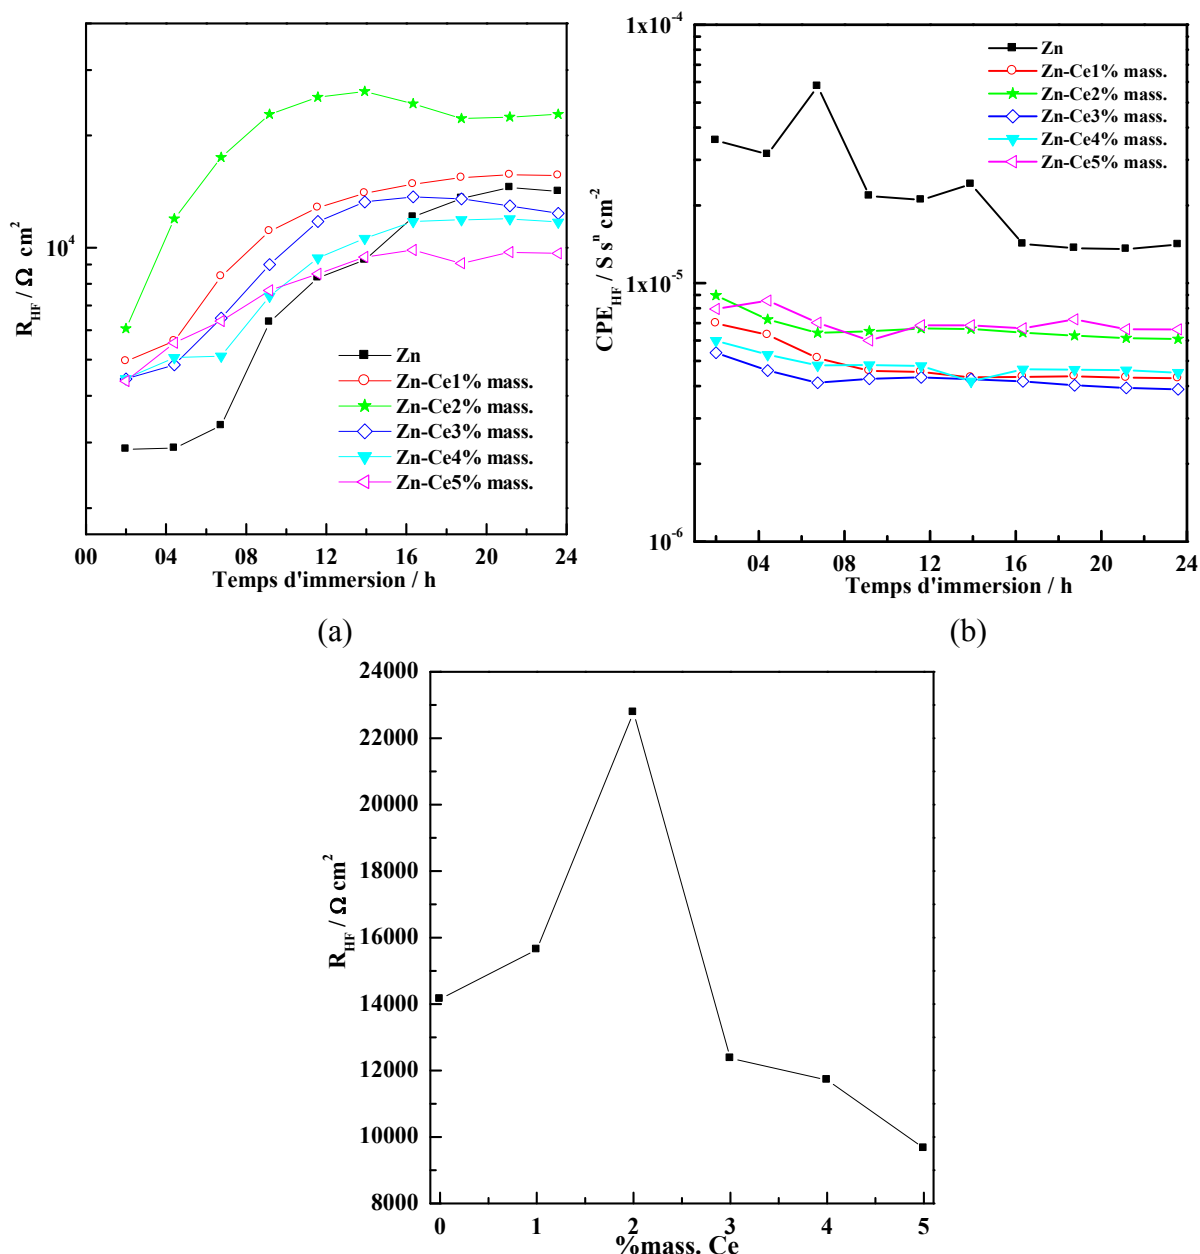 R_HF / Ω cm²
10⁴
00 04 08 12 16 20 24
Temps d'immersion / h
Zn
Zn-Ce1% mass.
Zn-Ce2% mass.
Zn-Ce3% mass.
Zn-Ce4% mass.
Zn-Ce5% mass.
(a)
CPE_HF / S sⁿ cm⁻²
1x10⁻⁴
1x10⁻⁵
10⁻⁶
04 08 12 16 20 24
Temps d'immersion / h
Zn
Zn-Ce1% mass.
Zn-Ce2% mass.
Zn-Ce3% mass.
Zn-Ce4% mass.
Zn-Ce5% mass.
(b)
R_HF / Ω cm²
24000
22000
20000
18000
16000
14000
12000
10000
8000
0 1 2 3 4 5
%mass. Ce